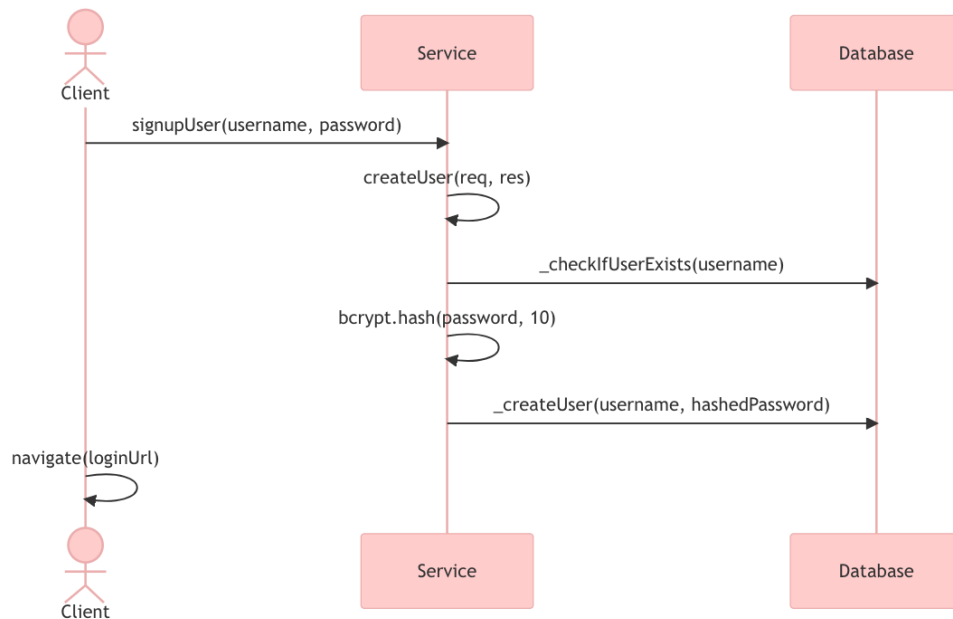 Service
Database
Client
signupUser(username, password)
createUser(req, res)
_checkIfUserExists(username)
bcrypt.hash(password, 10)
_createUser(username, hashedPassword)
navigate(loginUrl)
Service
Database
Client